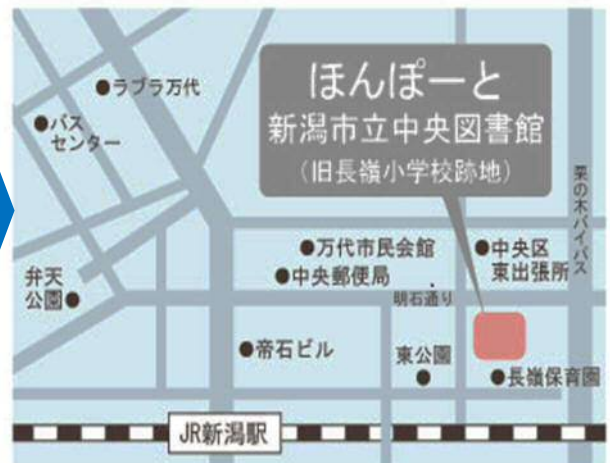 ほんぽーと
新潟市立中央図書館
(旧長嶺小学校跡地)
ラブラ万代
バス
センター
栗の木バイパス
万代市民会館
中央郵便局
中央区
東出張所
弁天
公園
明石通り
帝石ビル
東公園
長嶺保育園
JR新潟駅